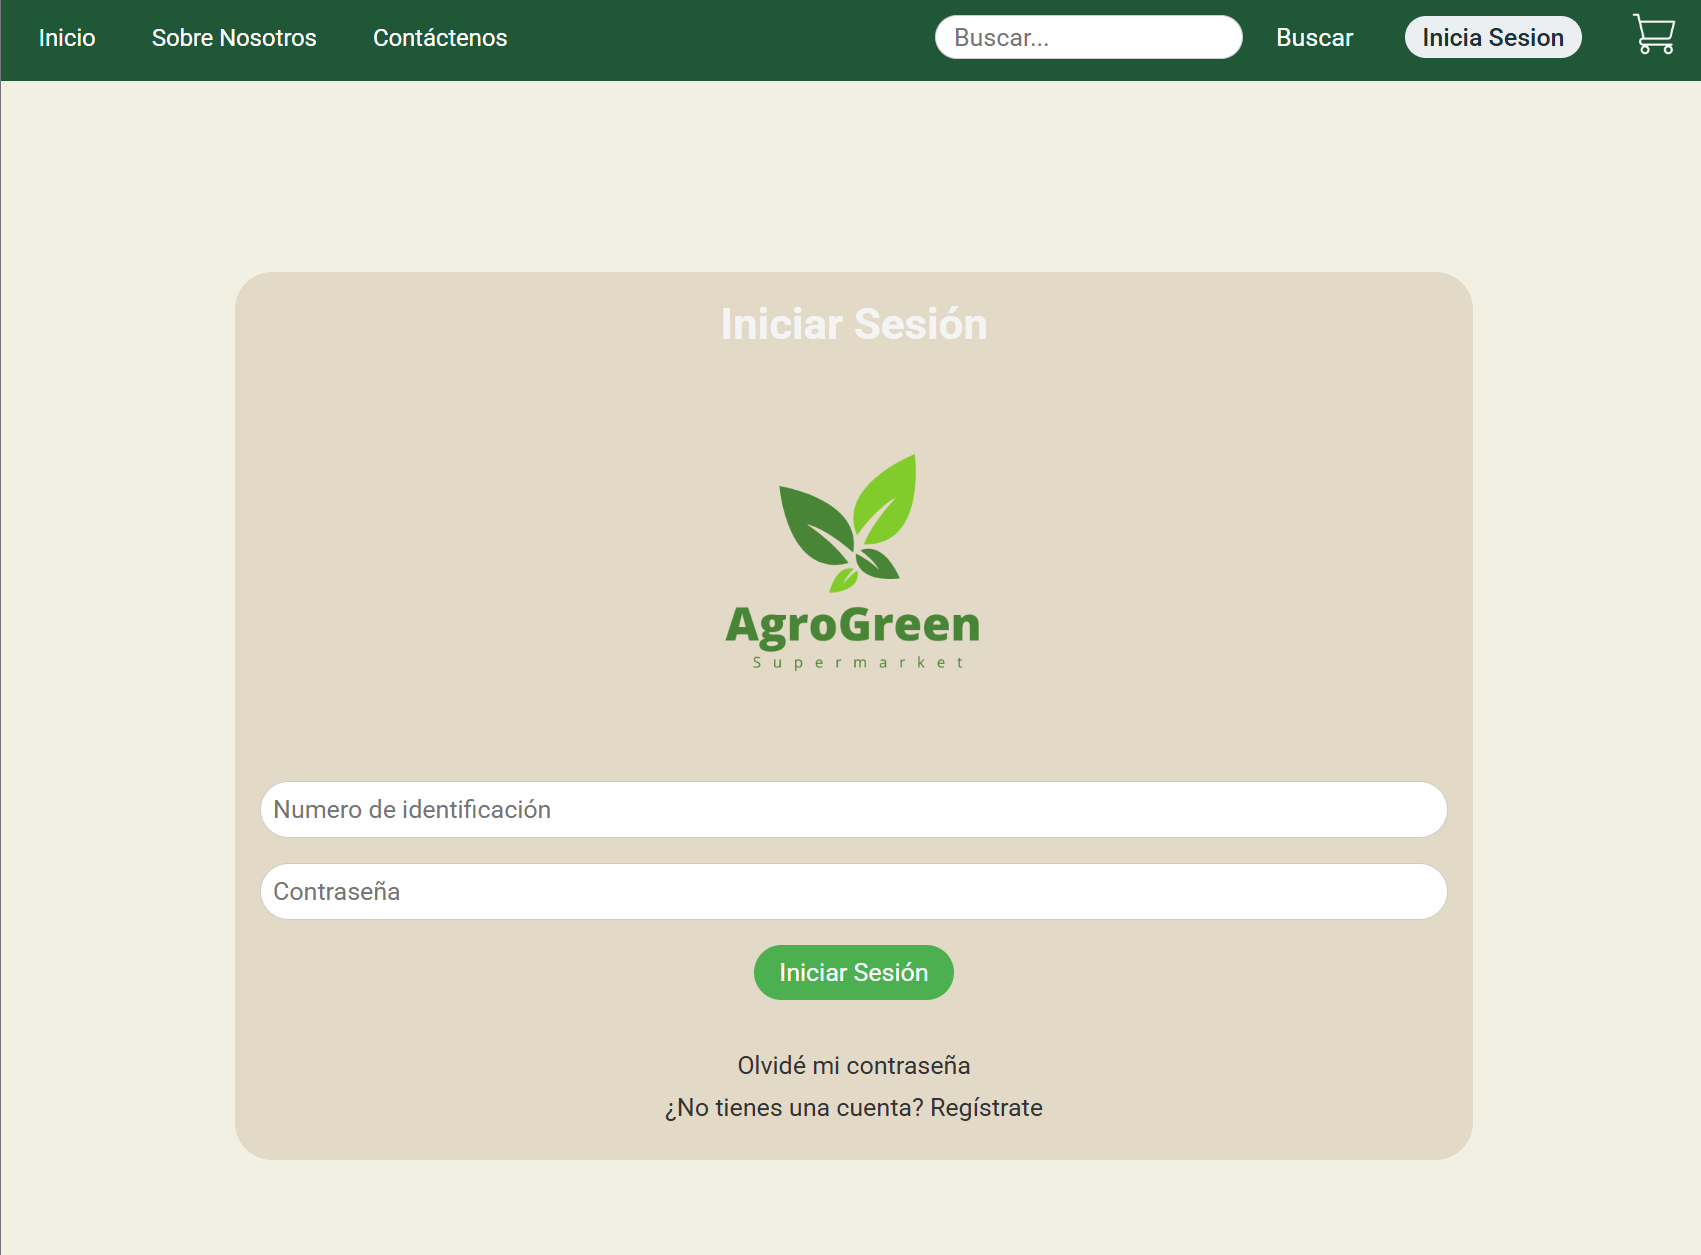 Inicio Sobre Nosotros Contáctenos Buscar... Buscar Inicia Sesion
Iniciar Sesión
AgroGreen
Supermarket
Numero de identificación
Contraseña
Iniciar Sesión
Olvidé mi contraseña
¿No tienes una cuenta? Regístrate